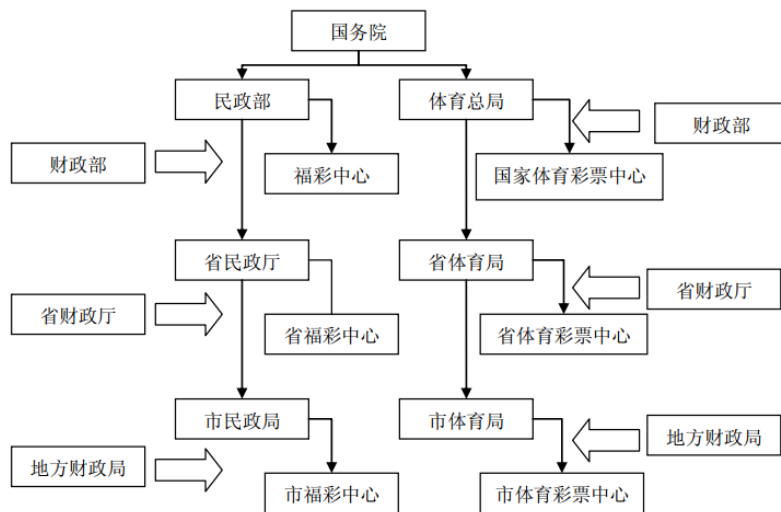 国务院
民政部
体育总局
财政部
财政部
福彩中心
国家体育彩票中心
省民政厅
省体育局
省财政厅
省财政厅
省福彩中心
省体育彩票中心
市民政局
市体育局
地方财政局
地方财政局
市福彩中心
市体育彩票中心